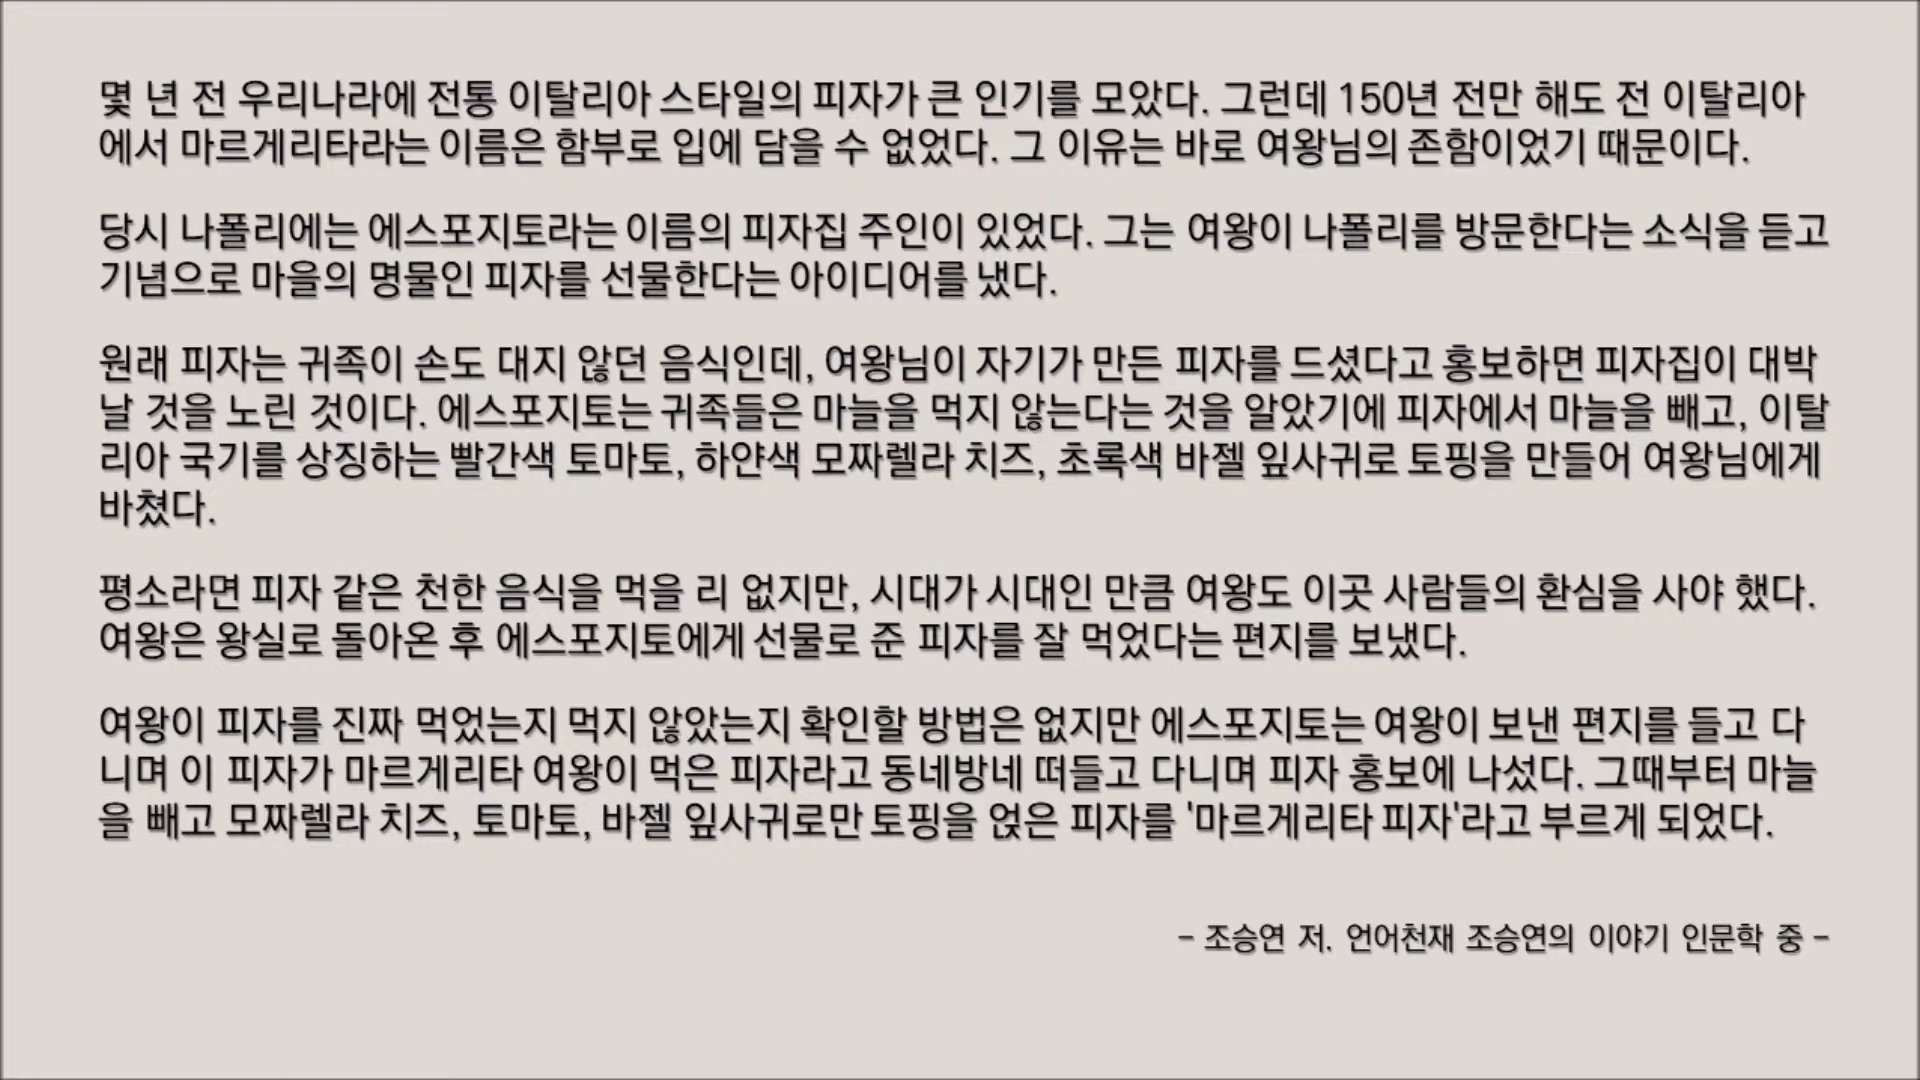 몇 년 전 우리나라에 전통 이탈리아 스타일의 피자가 큰 인기를 모았다. 그런데 150년 전만 해도 전 이탈리아
에서 마르게리타라는 이름은 함부로 입에 담을 수 없었다. 그 이유는 바로 여왕님의 존함이었기 때문이다.
당시 나폴리에는 에스포지토라는 이름의 피자집 주인이 있었다. 그는 여왕이 나폴리를 방문한다는 소식을 듣고
기념으로 마을의 명물인 피자를 선물한다는 아이디어를 냈다.
원래 피자는 귀족이 손도 대지 않던 음식인데, 여왕님이 자기가 만든 피자를 드셨다고 홍보하면 피자집이 대박
날 것을 노린 것이다. 에스포지토는 귀족들은 마늘을 먹지 않는다는 것을 알았기에 피자에서 마늘을 빼고, 이탈
리아 국기를 상징하는 빨간색 토마토, 하얀색 모짜렐라 치즈, 초록색 바젤 잎사귀로 토핑을 만들어 여왕님에게
바쳤다.
평소라면 피자 같은 천한 음식을 먹을 리 없지만, 시대가 시대인 만큼 여왕도 이곳 사람들의 환심을 사야 했다.
여왕은 왕실로 돌아온 후 에스포지토에게 선물로 준 피자를 잘 먹었다는 편지를 보냈다.
여왕이 피자를 진짜 먹었는지 먹지 않았는지 확인할 방법은 없지만 에스포지토는 여왕이 보낸 편지를 들고 다
니며 이 피자가 마르게리타 여왕이 먹은 피자라고 동네방네 떠들고 다니며 피자 홍보에 나섰다. 그때부터 마늘
을 빼고 모짜렐라 치즈, 토마토, 바젤 잎사귀로만 토핑을 얹은 피자를 '마르게리타 피자'라고 부르게 되었다.
- 조승연 저. 언어천재 조승연의 이야기 인문학 중 -